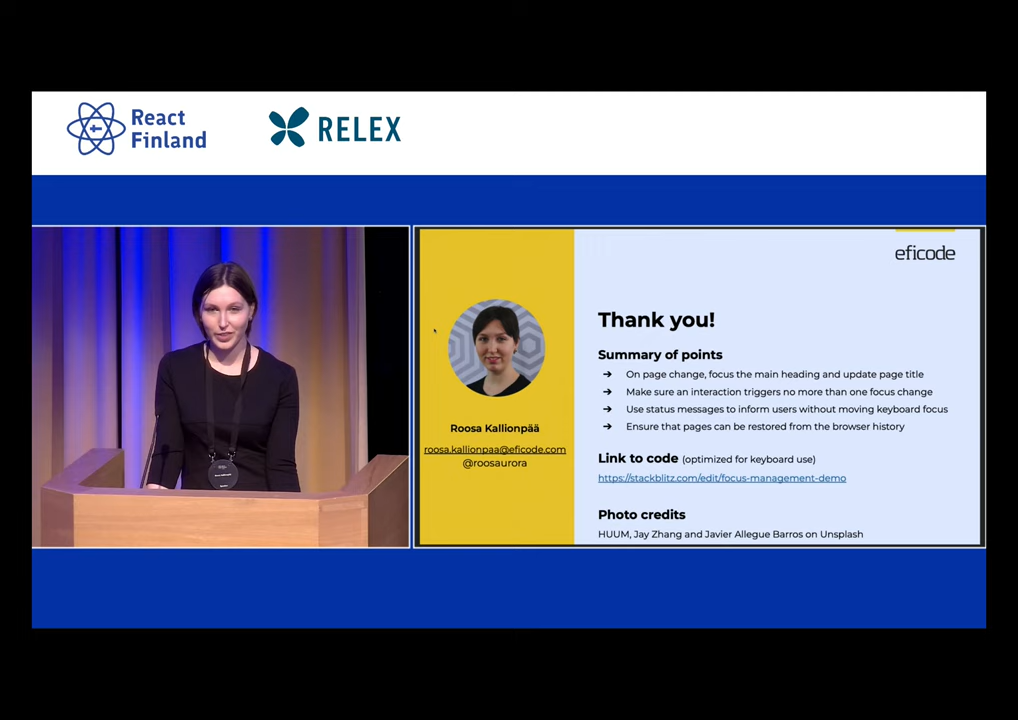 React
Finland
RELEX
eficode
Thank you!
Summary of points
➔ On page change, focus the main heading and update page title
➔ Make sure an interaction triggers no more than one focus change
➔ Use status messages to inform users without moving keyboard focus
➔ Ensure that pages can be restored from the browser history
Roosa Kallionpää
roosa.kallionpaa@eficode.com
@roosaurora
Link to code (optimized for keyboard use)
https://stackblitz.com/edit/focus-management-demo
Photo credits
HUUM, Jay Zhang and Javier Allegue Barros on Unsplash